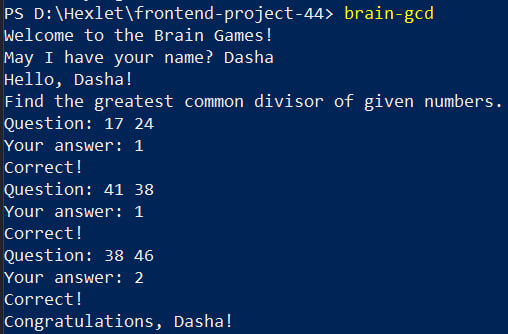 PS D:\Hexlet\frontend-project-44> brain-gcd
Welcome to the Brain Games!
May I have your name? Dasha
Hello, Dasha!
Find the greatest common divisor of given numbers.
Question: 17 24
Your answer: 1
Correct!
Question: 41 38
Your answer: 1
Correct!
Question: 38 46
Your answer: 2
Correct!
Congratulations, Dasha!